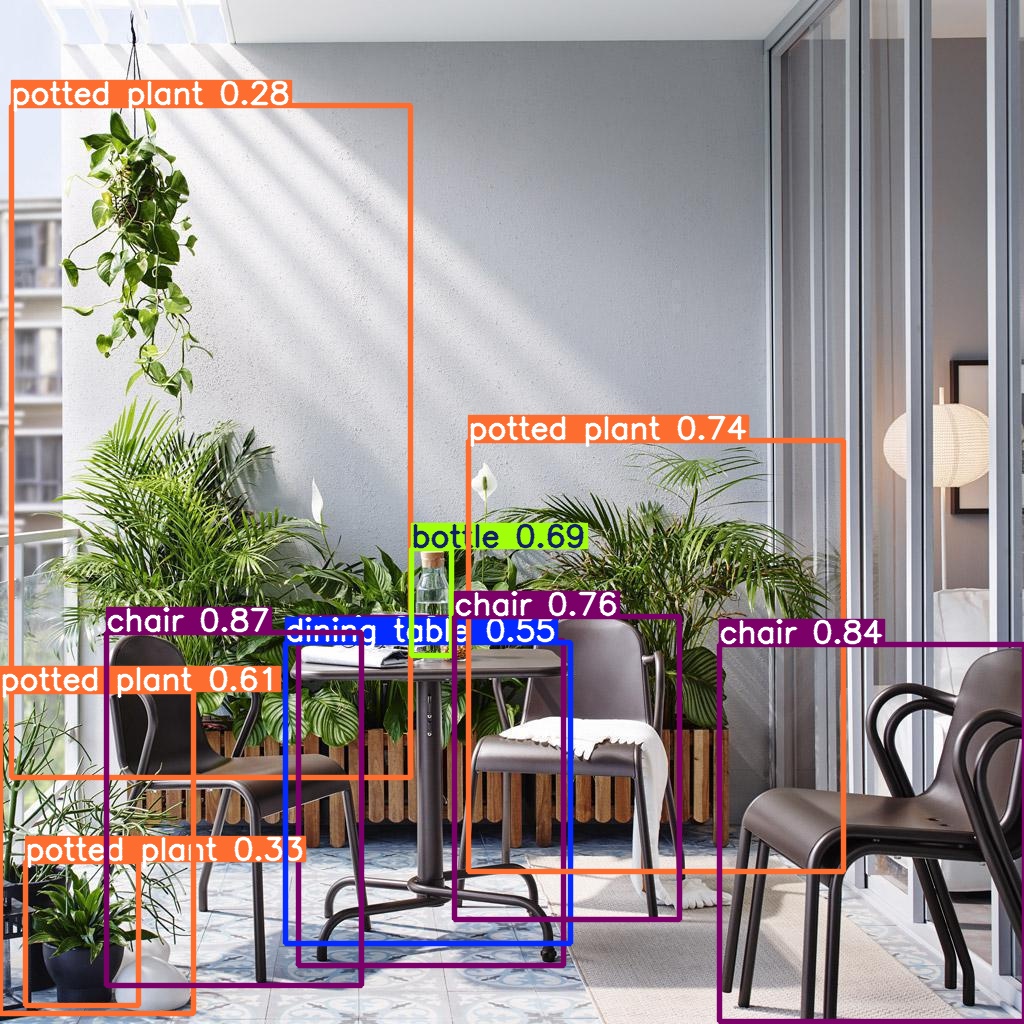 potted plant 0.28
potted plant 0.74
bottle 0.69
chair 0.76
chair 0.87
dining table 0.55
chair 0.84
potted plant 0.61
potted plant 0.33